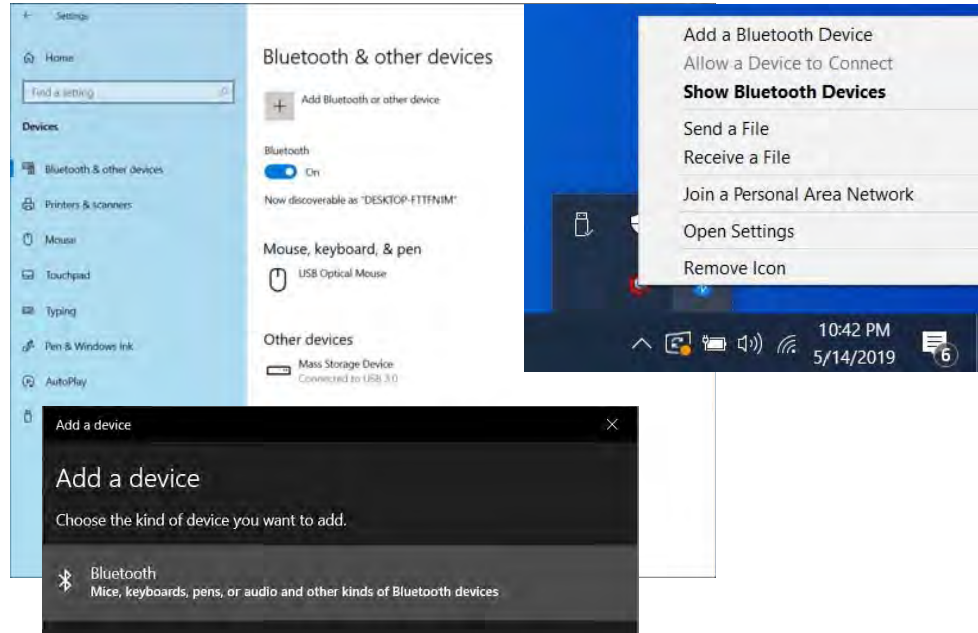 Settings
Home
Find a setting
Devices
Bluetooth & other devices
Printers & scanners
Mouse
Touchpad
Typing
Pen & Windows Ink
AutoPlay
Bluetooth & other devices
Add Bluetooth or other device
Bluetooth
On
Now discoverable as "DESKTOP-FTTFN1M"
Mouse, keyboard, & pen
USB Optical Mouse
Other devices
Mass Storage Device
Connected to USB 3.0
Add a Bluetooth Device
Allow a Device to Connect
Show Bluetooth Devices
Send a File
Receive a File
Join a Personal Area Network
Open Settings
Remove Icon
10:42 PM
5/14/2019
6
Add a device
Add a device
Choose the kind of device you want to add.
Bluetooth
Mice, keyboards, pens, or audio and other kinds of Bluetooth devices